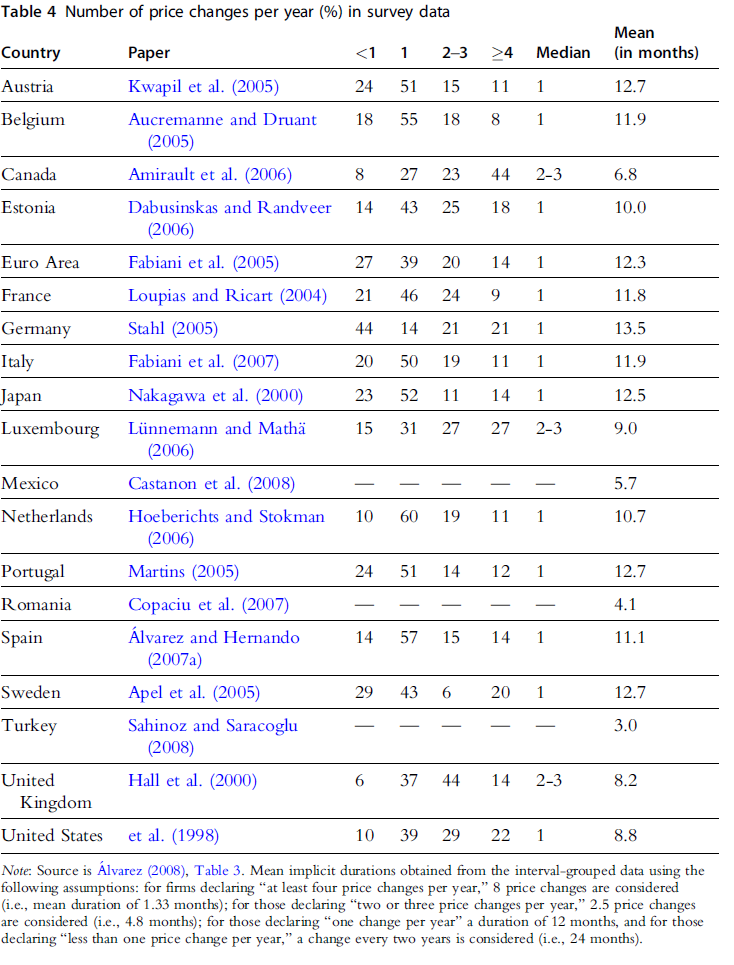 Table 4 Number of price changes per year (%) in survey data
Country Paper <1 1 2–3 ≥4 Median Mean (in months)
Austria Kwapil et al. (2005) 24 51 15 11 1 12.7
Belgium Aucremanne and Druant (2005) 18 55 18 8 1 11.9
Canada Amirault et al. (2006) 8 27 23 44 2-3 6.8
Estonia Dabusinskas and Randveer (2006) 14 43 25 18 1 10.0
Euro Area Fabiani et al. (2005) 27 39 20 14 1 12.3
France Loupias and Ricart (2004) 21 46 24 9 1 11.8
Germany Stahl (2005) 44 14 21 21 1 13.5
Italy Fabiani et al. (2007) 20 50 19 11 1 11.9
Japan Nakagawa et al. (2000) 23 52 11 14 1 12.5
Luxembourg Lünnemann and Mathä (2006) 15 31 27 27 2-3 9.0
Mexico Castanon et al. (2008) — — — — — 5.7
Netherlands Hoeberichts and Stokman (2006) 10 60 19 11 1 10.7
Portugal Martins (2005) 24 51 14 12 1 12.7
Romania Copaciu et al. (2007) — — — — — 4.1
Spain Álvarez and Hernando (2007a) 14 57 15 14 1 11.1
Sweden Apel et al. (2005) 29 43 6 20 1 12.7
Turkey Sahinoz and Saracoglu (2008) — — — — — 3.0
United Kingdom Hall et al. (2000) 6 37 44 14 2-3 8.2
United States et al. (1998) 10 39 29 22 1 8.8
Note: Source is Álvarez (2008), Table 3. Mean implicit durations obtained from the interval-grouped data using the
following assumptions: for firms declaring “at least four price changes per year,” 8 price changes are considered
(i.e., mean duration of 1.33 months); for those declaring “two or three price changes per year,” 2.5 price changes
are considered (i.e., 4.8 months); for those declaring “one change per year” a duration of 12 months, and for those
declaring “less than one price change per year,” a change every two years is considered (i.e., 24 months).